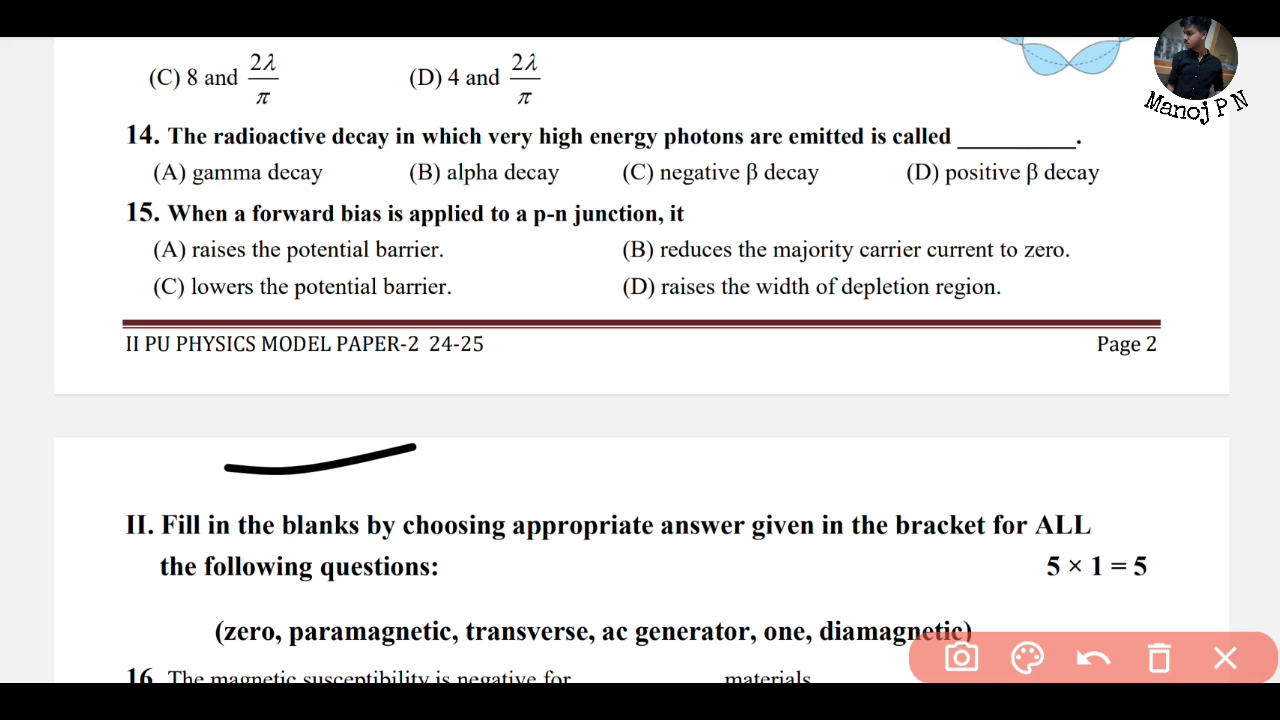 Manoj P N
(C) 8 and 2λ/π (D) 4 and 2λ/π
14. The radioactive decay in which very high energy photons are emitted is called __________.
(A) gamma decay (B) alpha decay (C) negative β decay (D) positive β decay
15. When a forward bias is applied to a p-n junction, it
(A) raises the potential barrier. (B) reduces the majority carrier current to zero.
(C) lowers the potential barrier. (D) raises the width of depletion region.
II PU PHYSICS MODEL PAPER-2 24-25 Page 2
II. Fill in the blanks by choosing appropriate answer given in the bracket for ALL
the following questions: 5 × 1 = 5
(zero, paramagnetic, transverse, ac generator, one, diamagnetic)
16. The magnetic susceptibility is negative for __________ materials.